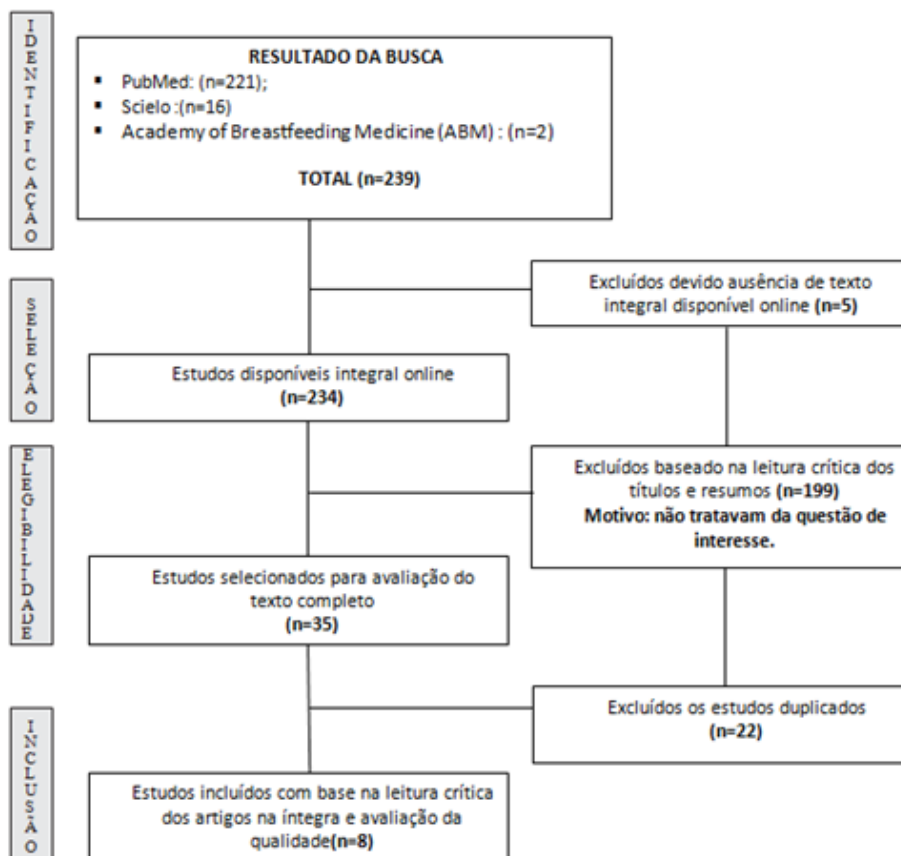 IDENTIFICAÇÃO
RESULTADO DA BUSCA
▪ PubMed: (n=221);
▪ Scielo :(n=16)
▪ Academy of Breastfeeding Medicine (ABM) : (n=2)
TOTAL (n=239)
SELEÇÃO
Excluídos devido ausência de texto
integral disponível online (n=5)
Estudos disponíveis integral online
(n=234)
ELEGIBILIDADE
Excluídos baseado na leitura crítica dos
títulos e resumos (n=199)
Motivo: não tratavam da questão de
interesse.
Estudos selecionados para avaliação do
texto completo
(n=35)
Excluídos os estudos duplicados
(n=22)
INCLUSÃO
Estudos incluídos com base na leitura crítica
dos artigos na íntegra e avaliação da
qualidade(n=8)